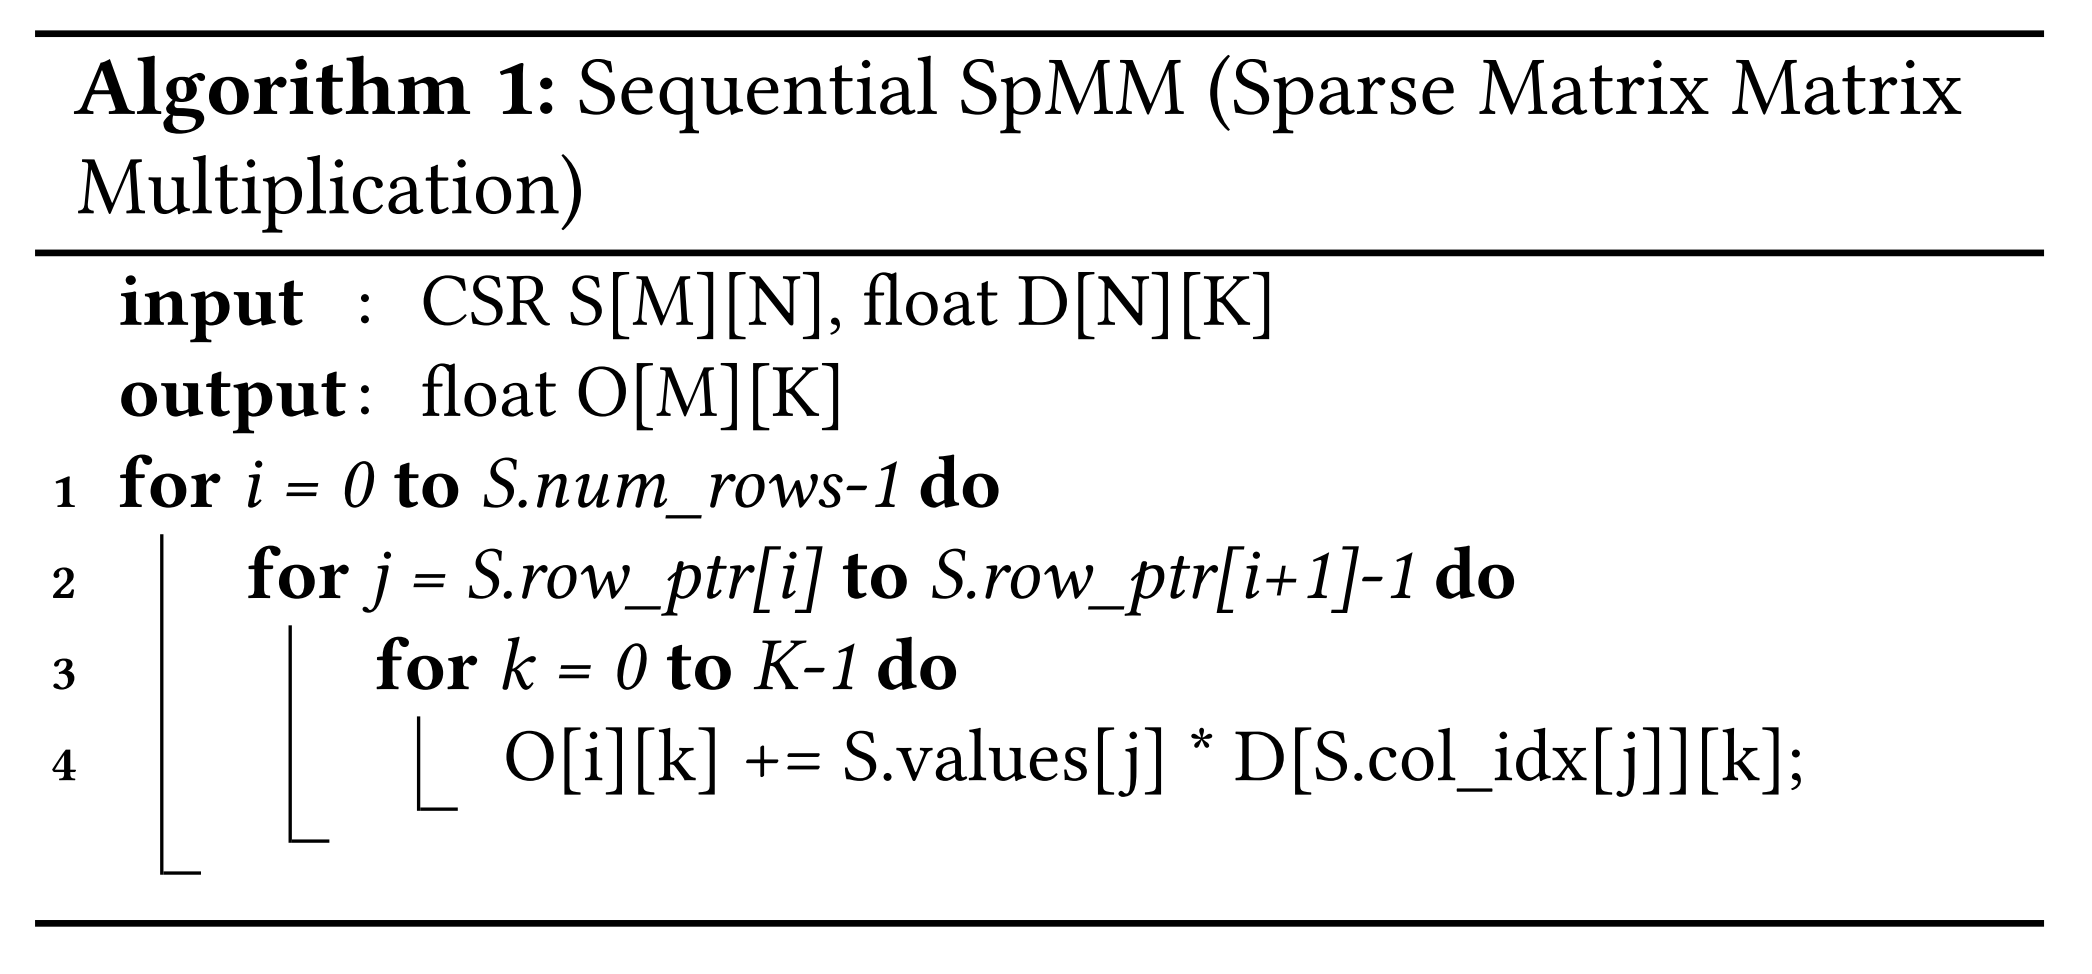 Algorithm 1: Sequential SpMM (Sparse Matrix Matrix
Multiplication)
input : CSR S[M][N], float D[N][K]
output: float O[M][K]
1 for i = 0 to S.num_rows-1 do
2 for j = S.row_ptr[i] to S.row_ptr[i+1]-1 do
3 for k = 0 to K-1 do
4 O[i][k] += S.values[j] * D[S.col_idx[j]][k];